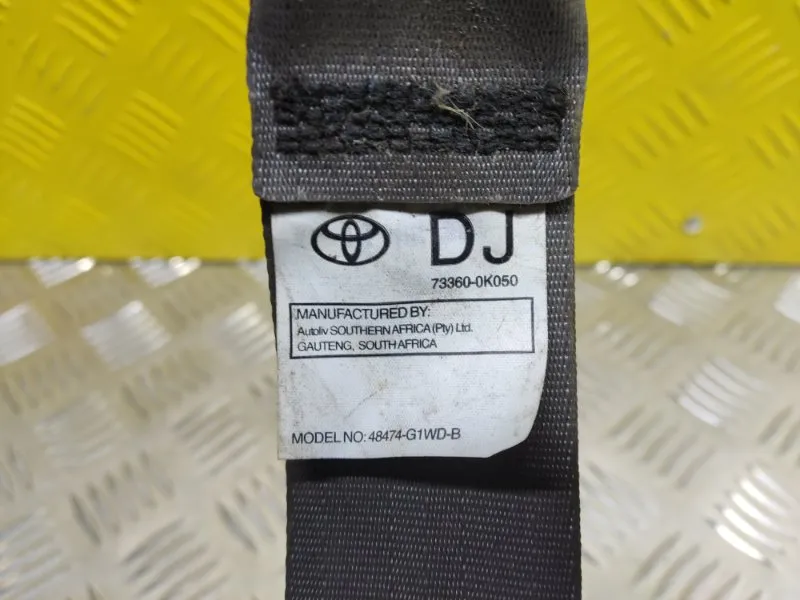 DJ
73360-0K050
MANUFACTURED BY:
Autoliv SOUTHERN AFRICA (Pty) Ltd.
GAUTENG, SOUTH AFRICA
MODEL NO: 48474-G1WD-B